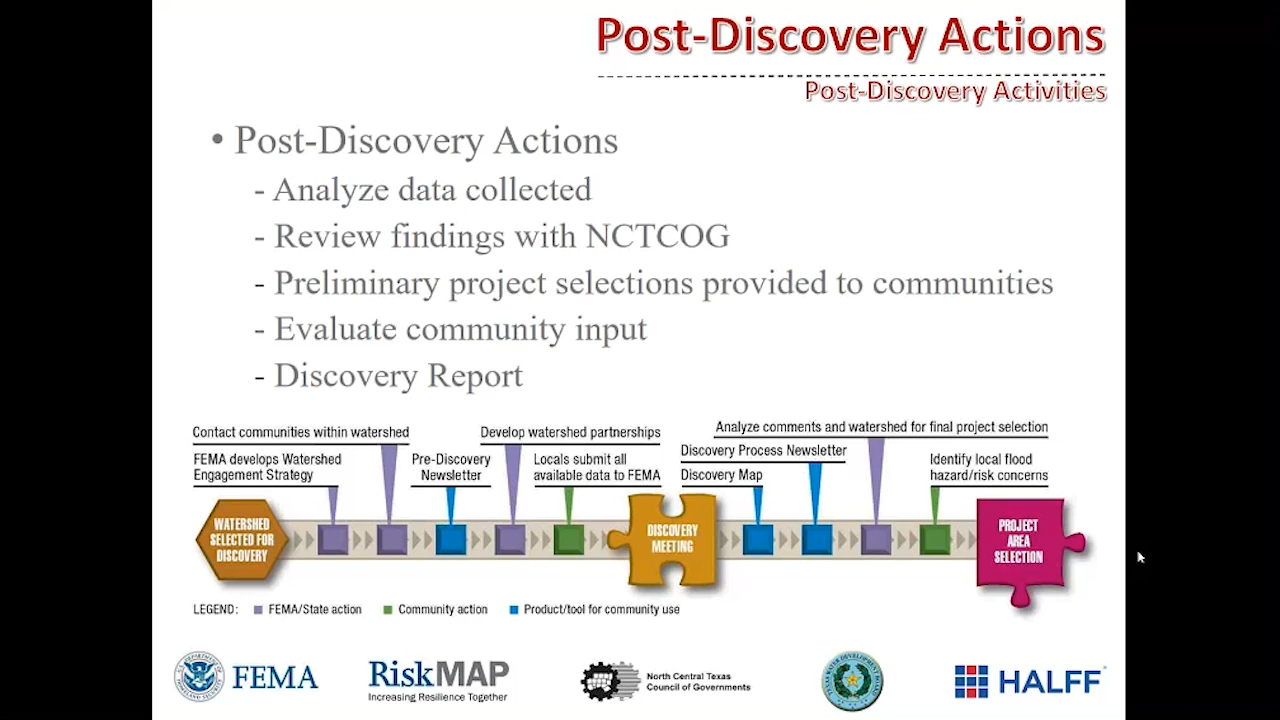 Post-Discovery Actions
Post-Discovery Activities
• Post-Discovery Actions
- Analyze data collected
- Review findings with NCTCOG
- Preliminary project selections provided to communities
- Evaluate community input
- Discovery Report
Contact communities within watershed
FEMA develops Watershed
Engagement Strategy
Pre-Discovery
Newsletter
Develop watershed partnerships
Locals submit all
available data to FEMA
Analyze comments and watershed for final project selection
Discovery Process Newsletter
Discovery Map
Identify local flood
hazard/risk concerns
WATERSHED
SELECTED FOR
DISCOVERY
DISCOVERY
MEETING
PROJECT
AREA
SELECTION
LEGEND: FEMA/State action Community action Product/tool for community use
FEMA
RiskMAP
Increasing Resilience Together
North Central Texas
Council of Governments
HALFF